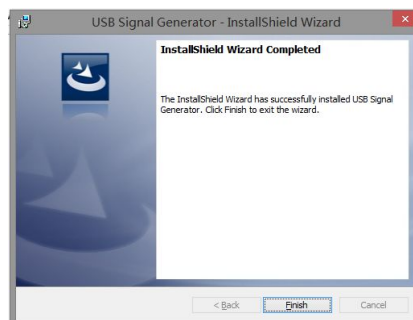 USB Signal Generator - InstallShield Wizard
InstallShield Wizard Completed
The InstallShield Wizard has successfully installed USB Signal
Generator. Click Finish to exit the wizard.
< Back
Finish
Cancel